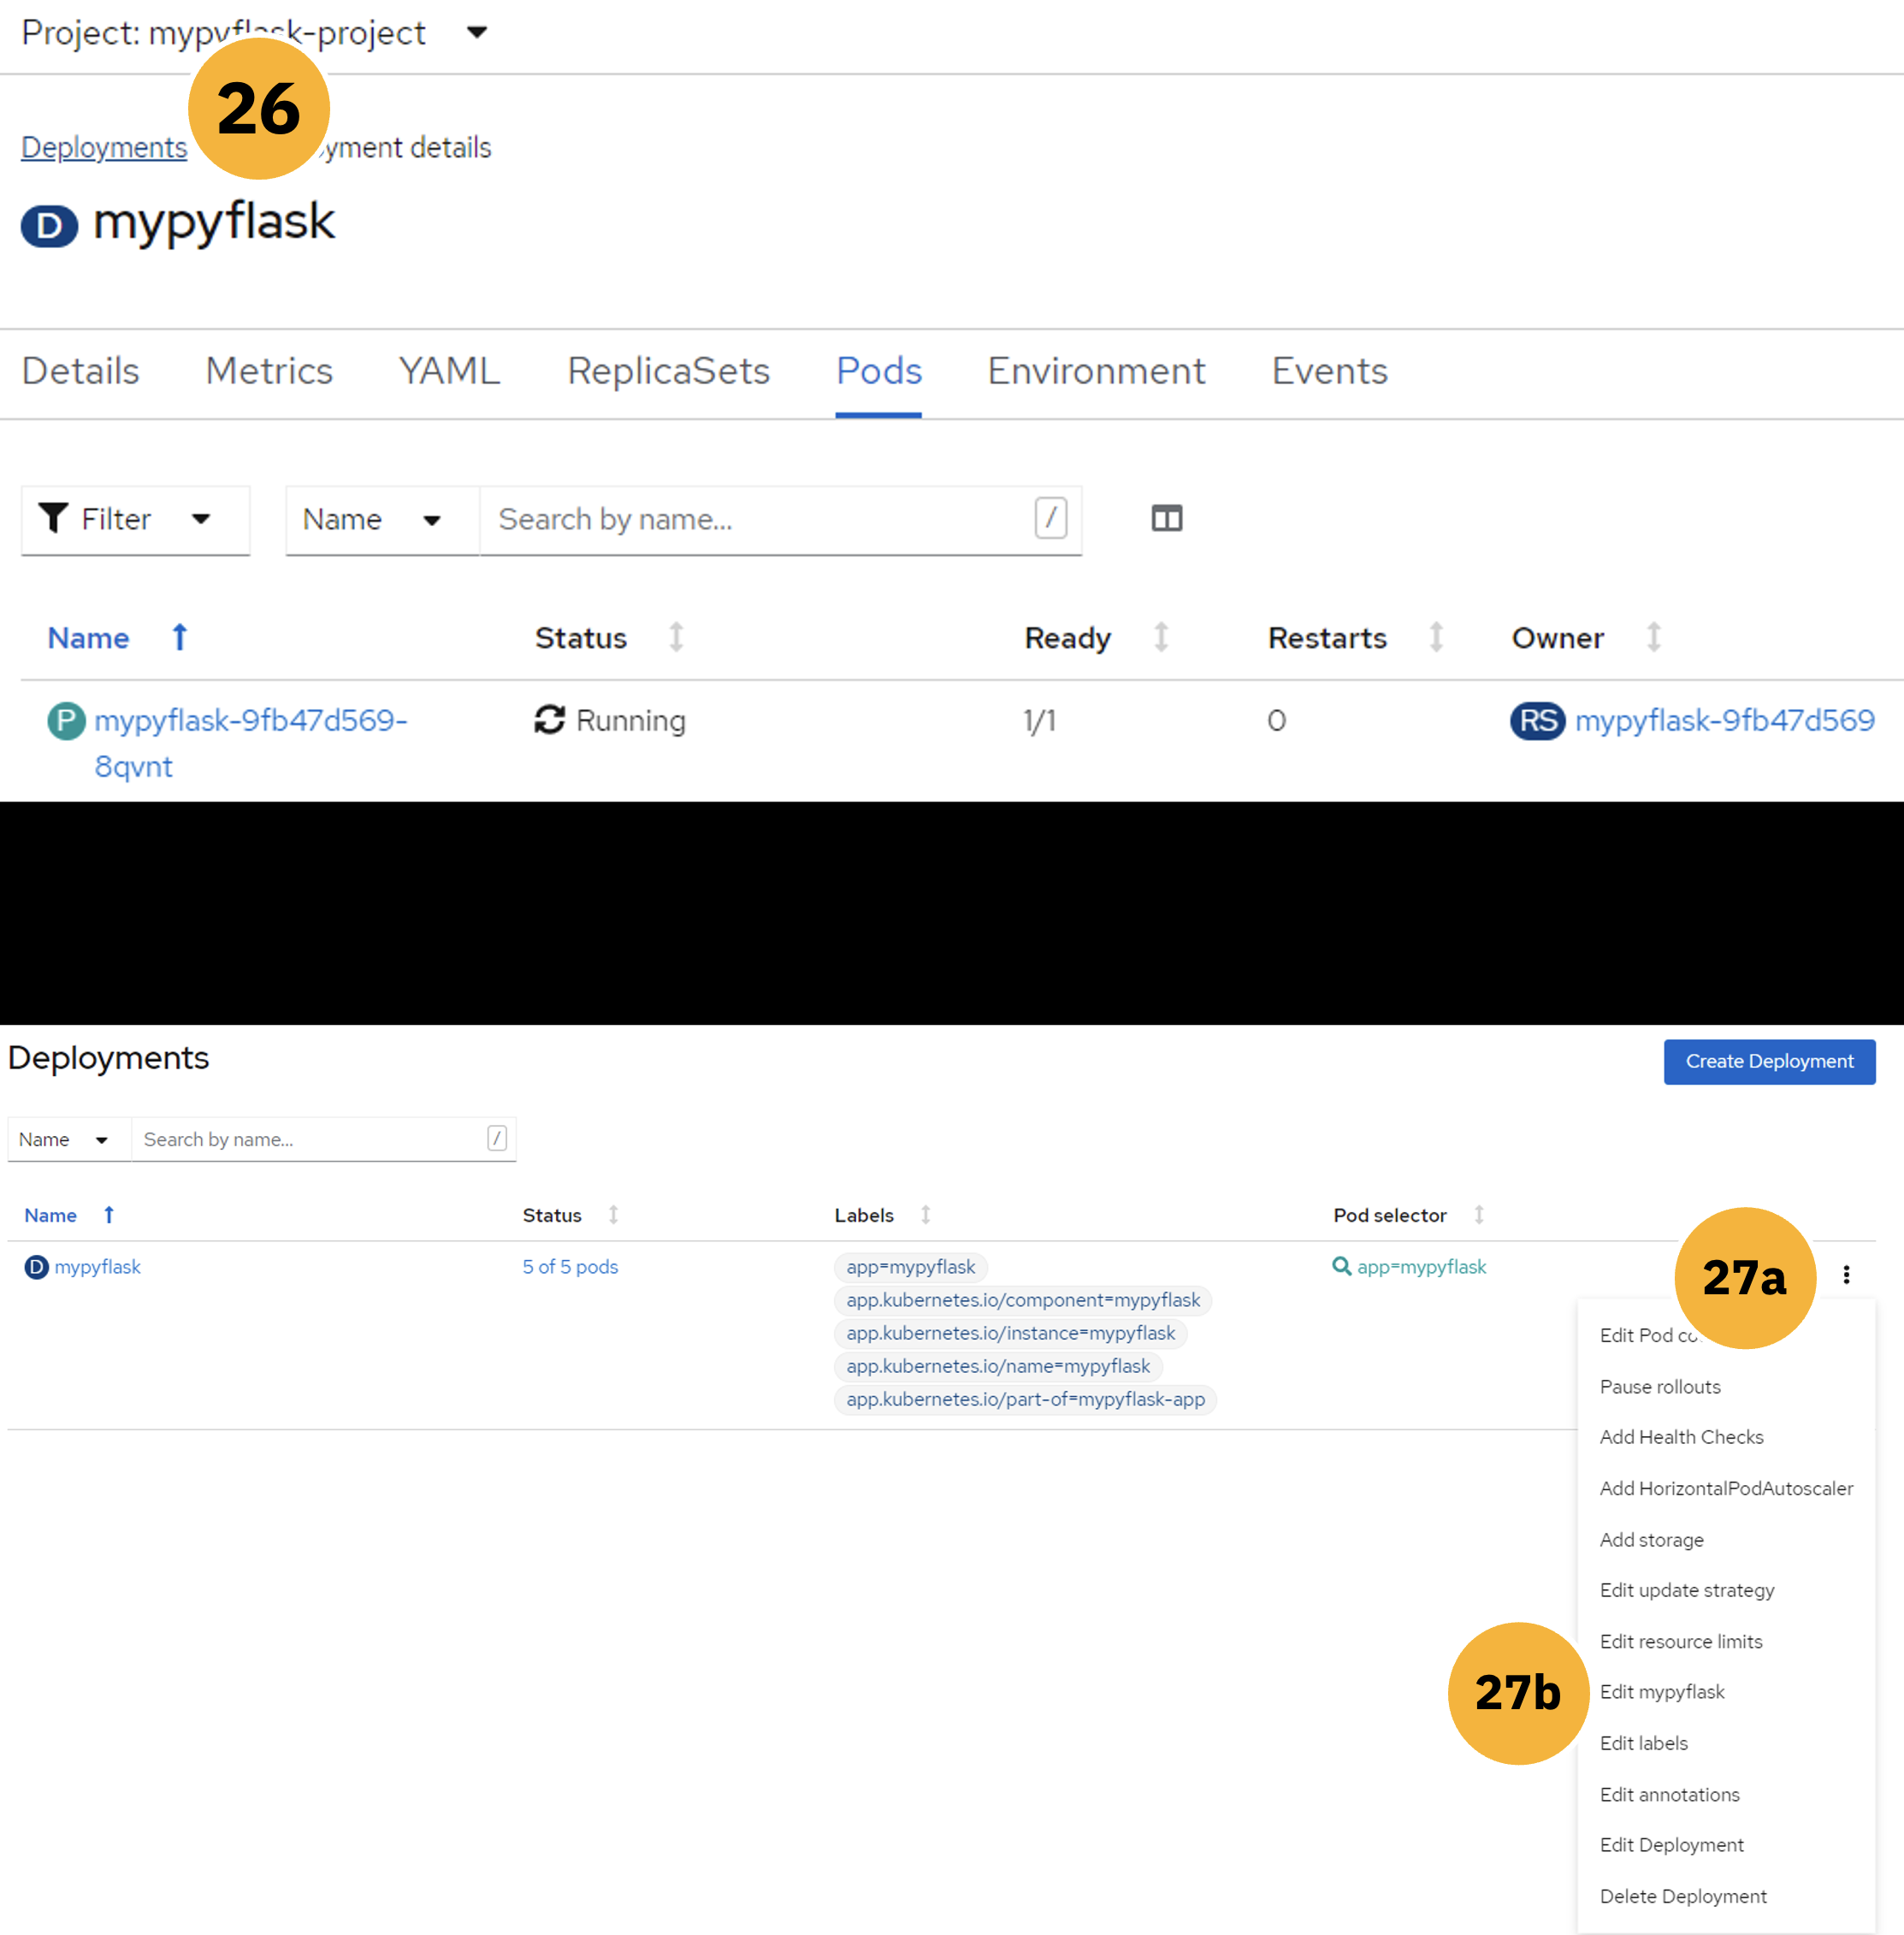 Project: mypyflask-project
26
Deployments yment details
D mypyflask
Details Metrics YAML ReplicaSets Pods Environment Events
Filter Name Search by name... /
Name Status Ready Restarts Owner
P mypyflask-9fb47d569- Running 1/1 0 RS mypyflask-9fb47d569
8qvnt
Deployments Create Deployment
Name Search by name... /
Name Status Labels Pod selector
D mypyflask 5 of 5 pods app=mypyflask app=mypyflask 27a
app.kubernetes.io/component=mypyflask
app.kubernetes.io/instance=mypyflask
app.kubernetes.io/name=mypyflask
app.kubernetes.io/part-of=mypyflask-app
Edit Pod
Pause rollouts
Add Health Checks
Add HorizontalPodAutoscaler
Add storage
Edit update strategy
Edit resource limits
27b Edit mypyflask
Edit labels
Edit annotations
Edit Deployment
Delete Deployment